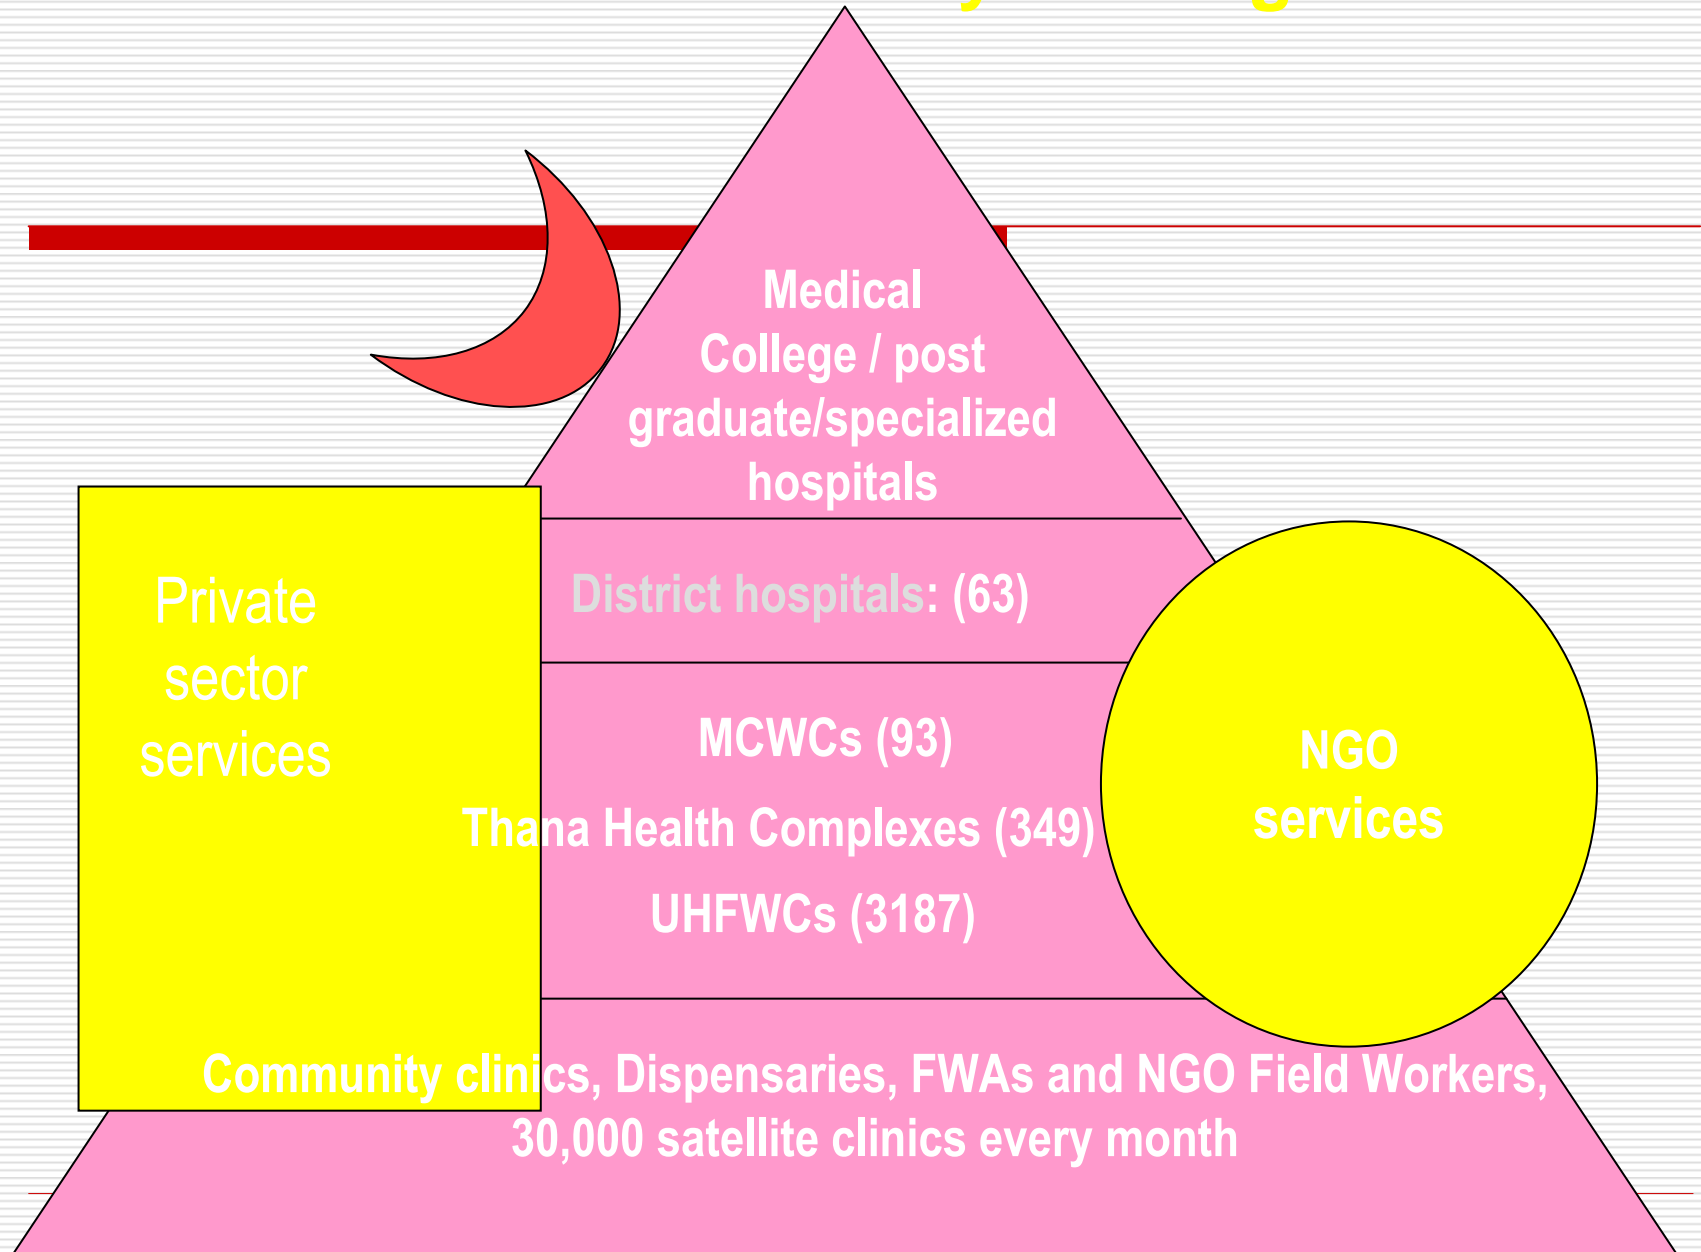 Medical
College / post
graduate/specialized
hospitals
District hospitals: (63)
Private
sector
services
MCWCs (93)
Thana Health Complexes (349)
UHFWCs (3187)
NGO
services
Community clinics, Dispensaries, FWAs and NGO Field Workers,
30,000 satellite clinics every month